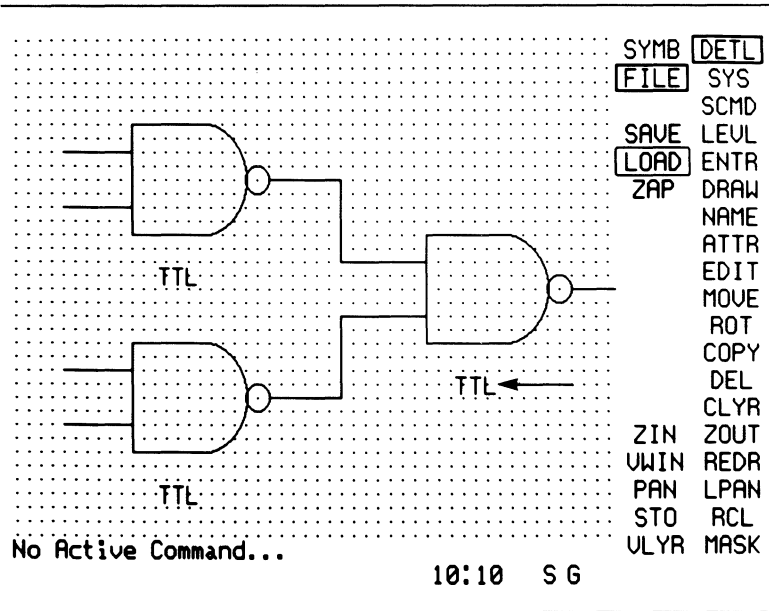 SYMB DETL
FILE SYS
SCMD
SAVE LEVL
LOAD ENTR
ZAP DRAW
NAME
ATTR
TTL
EDIT
MOVE
ROT
COPY
TTL
DEL
CLYR
ZIN ZOUT
VWIN REDR
TTL
PAN LPAN
STO RCL
No Active Command...
VLYR MASK
10:10 S G